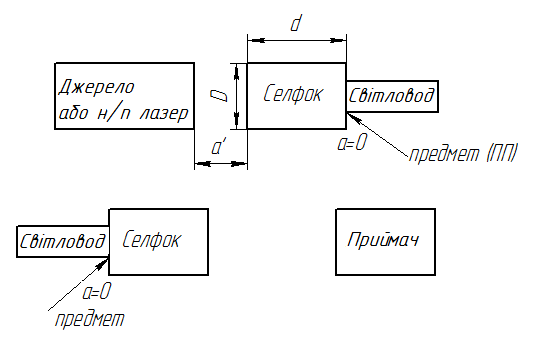 d
Джерело
або н/п лазер
D
Селфок
Світловод
a'
a=0
предмет (ПП)
Світловод
Селфок
Приймач
a=0
предмет